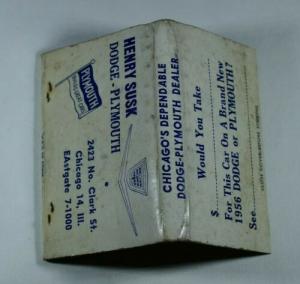 HENRY SUSK
DODGE - PLYMOUTH
PLYMOUTH
2423 No. Clark St.
Chicago 14, Ill.
EAstgate 7-1000
CHICAGO'S DEPENDABLE
DODGE-PLYMOUTH DEALER
Would You Take
$
For This Car On A Brand New
1956 DODGE or PLYMOUTH?
See